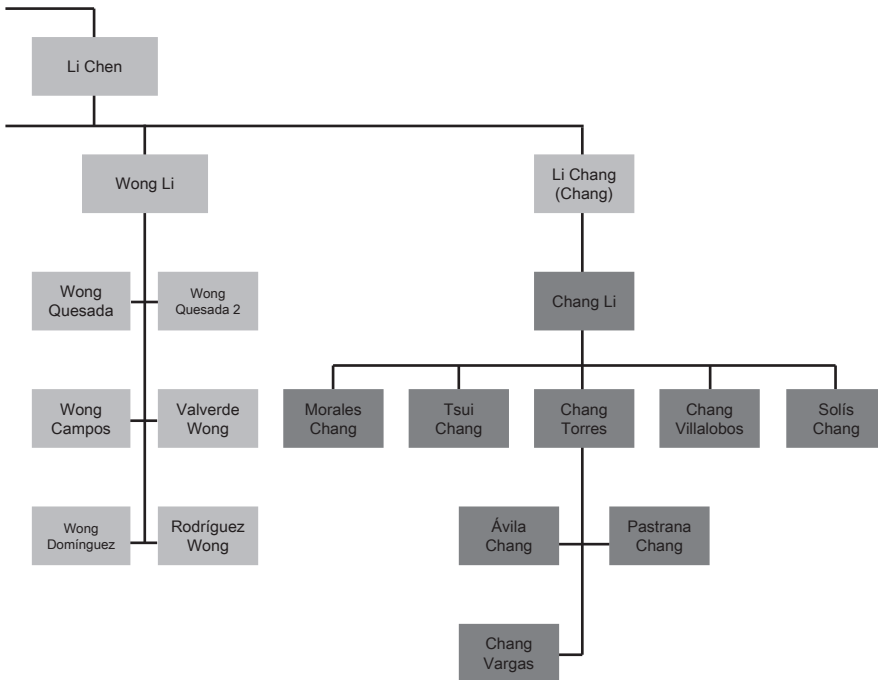 Li Chen
Wong Li
Li Chang
(Chang)
Wong
Quesada
Wong
Quesada 2
Chang Li
Wong
Campos
Valverde
Wong
Morales
Chang
Tsui
Chang
Chang
Torres
Chang
Villalobos
Solís
Chang
Wong
Domínguez
Rodríguez
Wong
Ávila
Chang
Pastrana
Chang
Chang
Vargas